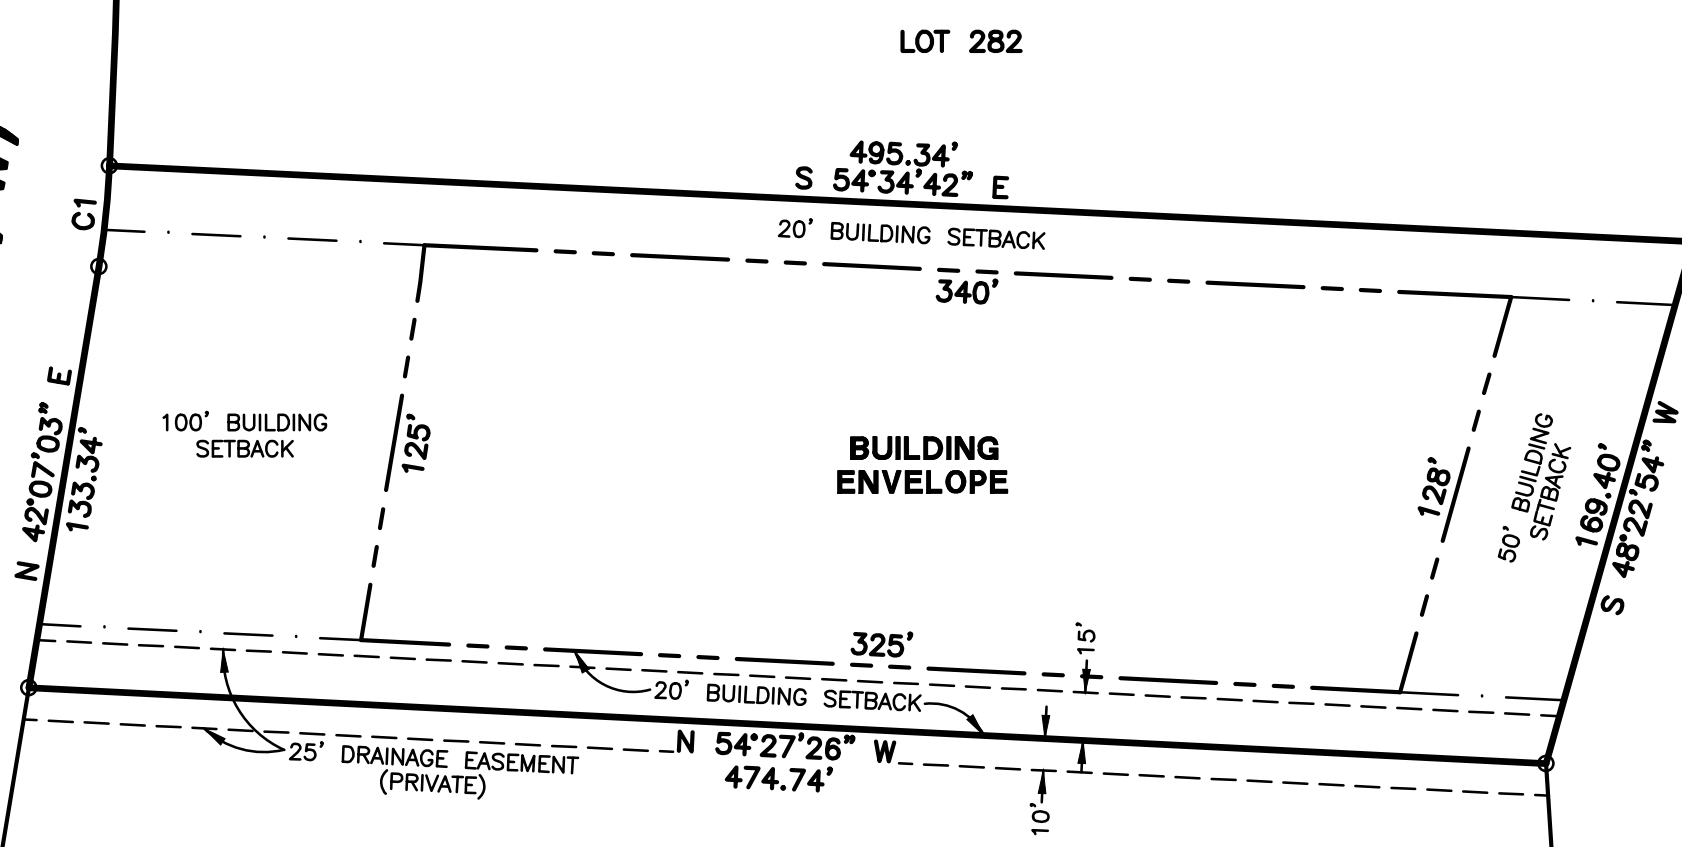 LOT 282
495.34'
S 54°34'42" E
20' BUILDING SETBACK
340'
C1
N 42°07'03" E
133.34'
100' BUILDING
SETBACK
125'
BUILDING
ENVELOPE
128'
50' BUILDING
SETBACK
169.40'
S 48°22'54" W
325'
15'
20' BUILDING SETBACK
25' DRAINAGE EASEMENT
(PRIVATE)
N 54°27'26" W
474.74'
10'